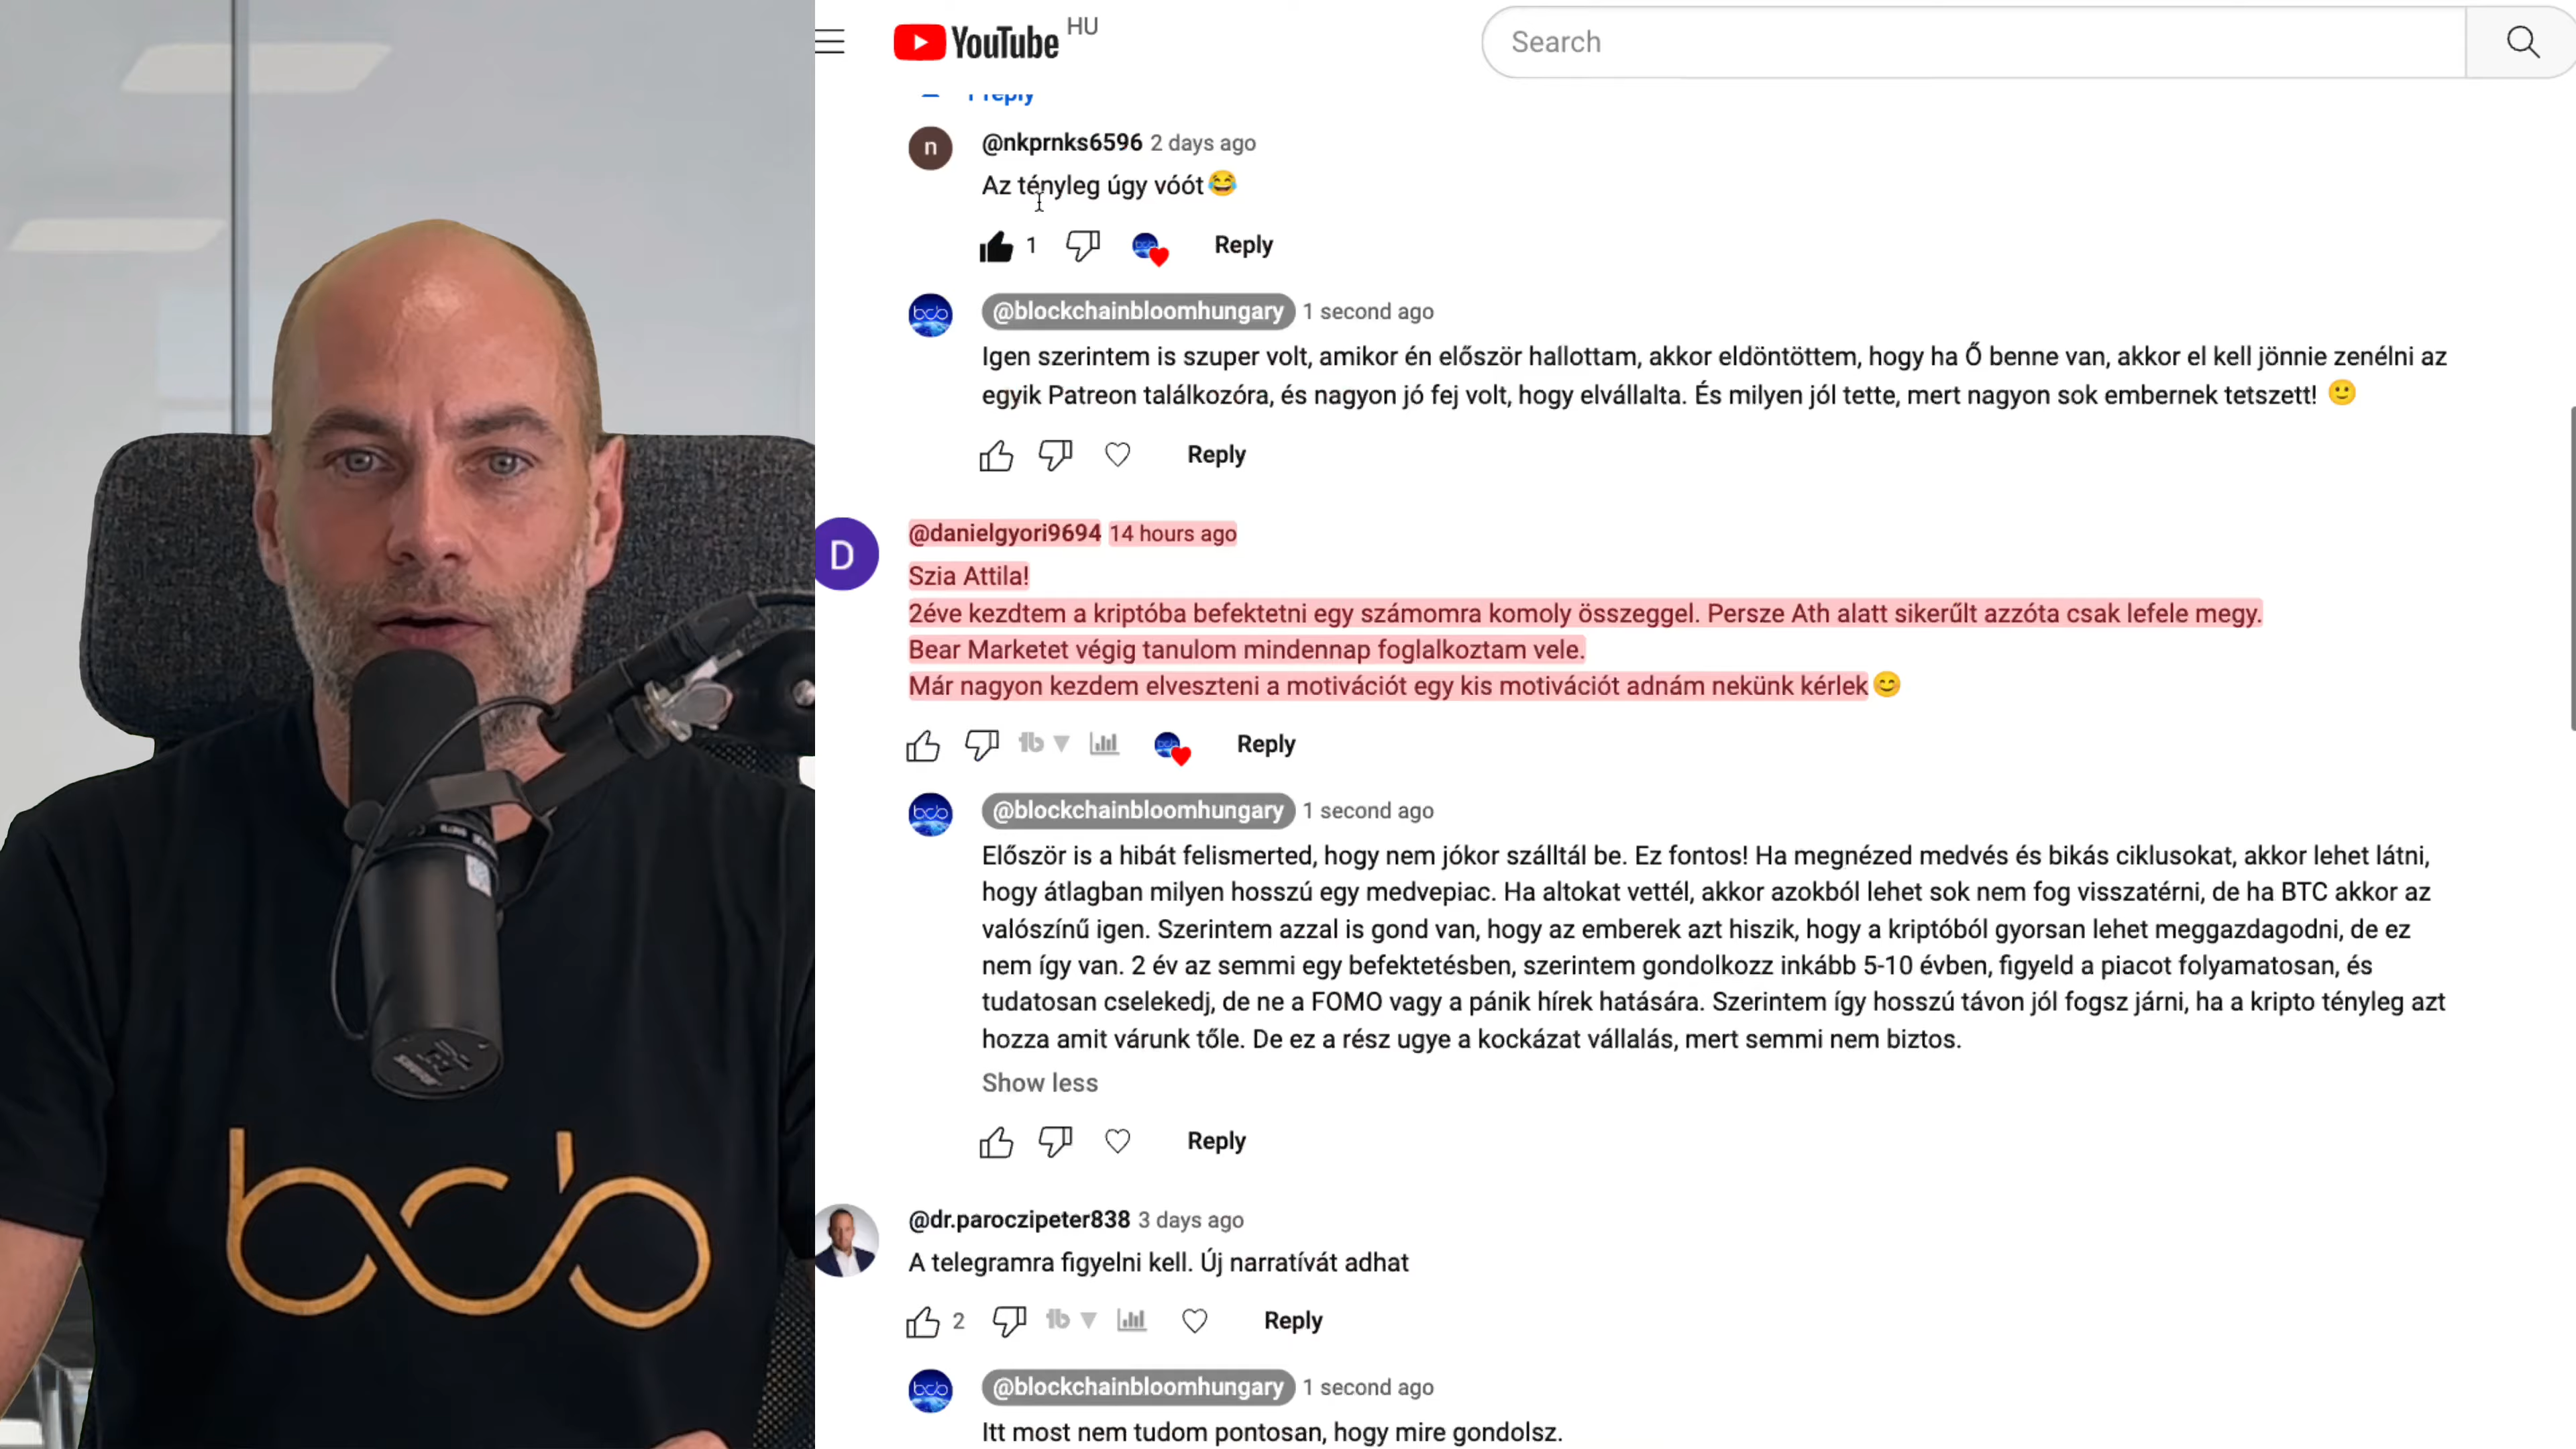 YouTube HU
Search
1 reply
n
@nkprnks6596 2 days ago
Az tényleg úgy vóót😂
1 Reply
bcb @blockchainbloomhungary 1 second ago
Igen szerintem is szuper volt, amikor én először hallottam, akkor eldöntöttem, hogy ha Ő benne van, akkor el kell jönnie zenélni az
egyik Patreon találkozóra, és nagyon jó fej volt, hogy elvállalta. És milyen jól tette, mert nagyon sok embernek tetszett! 🙂
Reply
D
@danielgyori9694 14 hours ago
Szia Attila!
2éve kezdtem a kriptóba befektetni egy számomra komoly összeggel. Persze Ath alatt sikerűlt azzóta csak lefele megy.
Bear Marketet végig tanulom mindennap foglalkoztam vele.
Már nagyon kezdem elveszteni a motivációt egy kis motivációt adnám nekünk kérlek😊
tb Reply
bcb @blockchainbloomhungary 1 second ago
Először is a hibát felismerted, hogy nem jókor szálltál be. Ez fontos! Ha megnézed medvés és bikás ciklusokat, akkor lehet látni,
hogy átlagban milyen hosszú egy medvepiac. Ha altokat vettél, akkor azokból lehet sok nem fog visszatérni, de ha BTC akkor az
valószínű igen. Szerintem azzal is gond van, hogy az emberek azt hiszik, hogy a kriptóból gyorsan lehet meggazdagodni, de ez
nem így van. 2 év az semmi egy befektetésben, szerintem gondolkozz inkább 5-10 évben, figyeld a piacot folyamatosan, és
tudatosan cselekedj, de ne a FOMO vagy a pánik hírek hatására. Szerintem így hosszú távon jól fogsz járni, ha a kripto tényleg azt
hozza amit várunk tőle. De ez a rész ugye a kockázat vállalás, mert semmi nem biztos.
Show less
Reply
@dr.paroczipeter838 3 days ago
A telegramra figyelni kell. Új narratívát adhat
2 tb Reply
bcb @blockchainbloomhungary 1 second ago
Itt most nem tudom pontosan, hogy mire gondolsz.
bcb